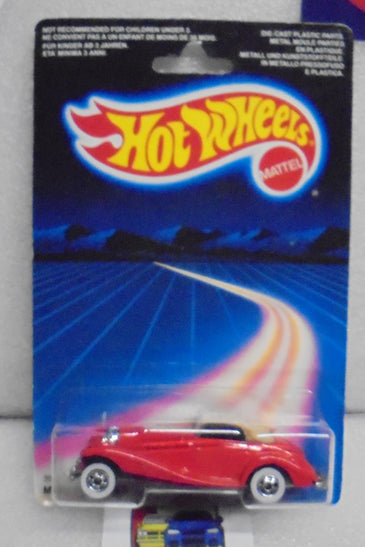 NOT RECOMMENDED FOR CHILDREN UNDER 3.
NE CONVIENT PAS A UN ENFANT DE MOINS DE 36 MOIS.
FÜR KINDER AB 3 JAHREN.
ETA MINIMA 3 ANNI.
DIE-CAST PLASTIC PARTS.
METAL MOULE PARTIES
EN PLASTIQUE.
METALL UND KUNSTSTOFFTEILE.
IN METALLO PRESSOFUSO
E PLASTICA.
HOT WHEELS
MATTEL
®